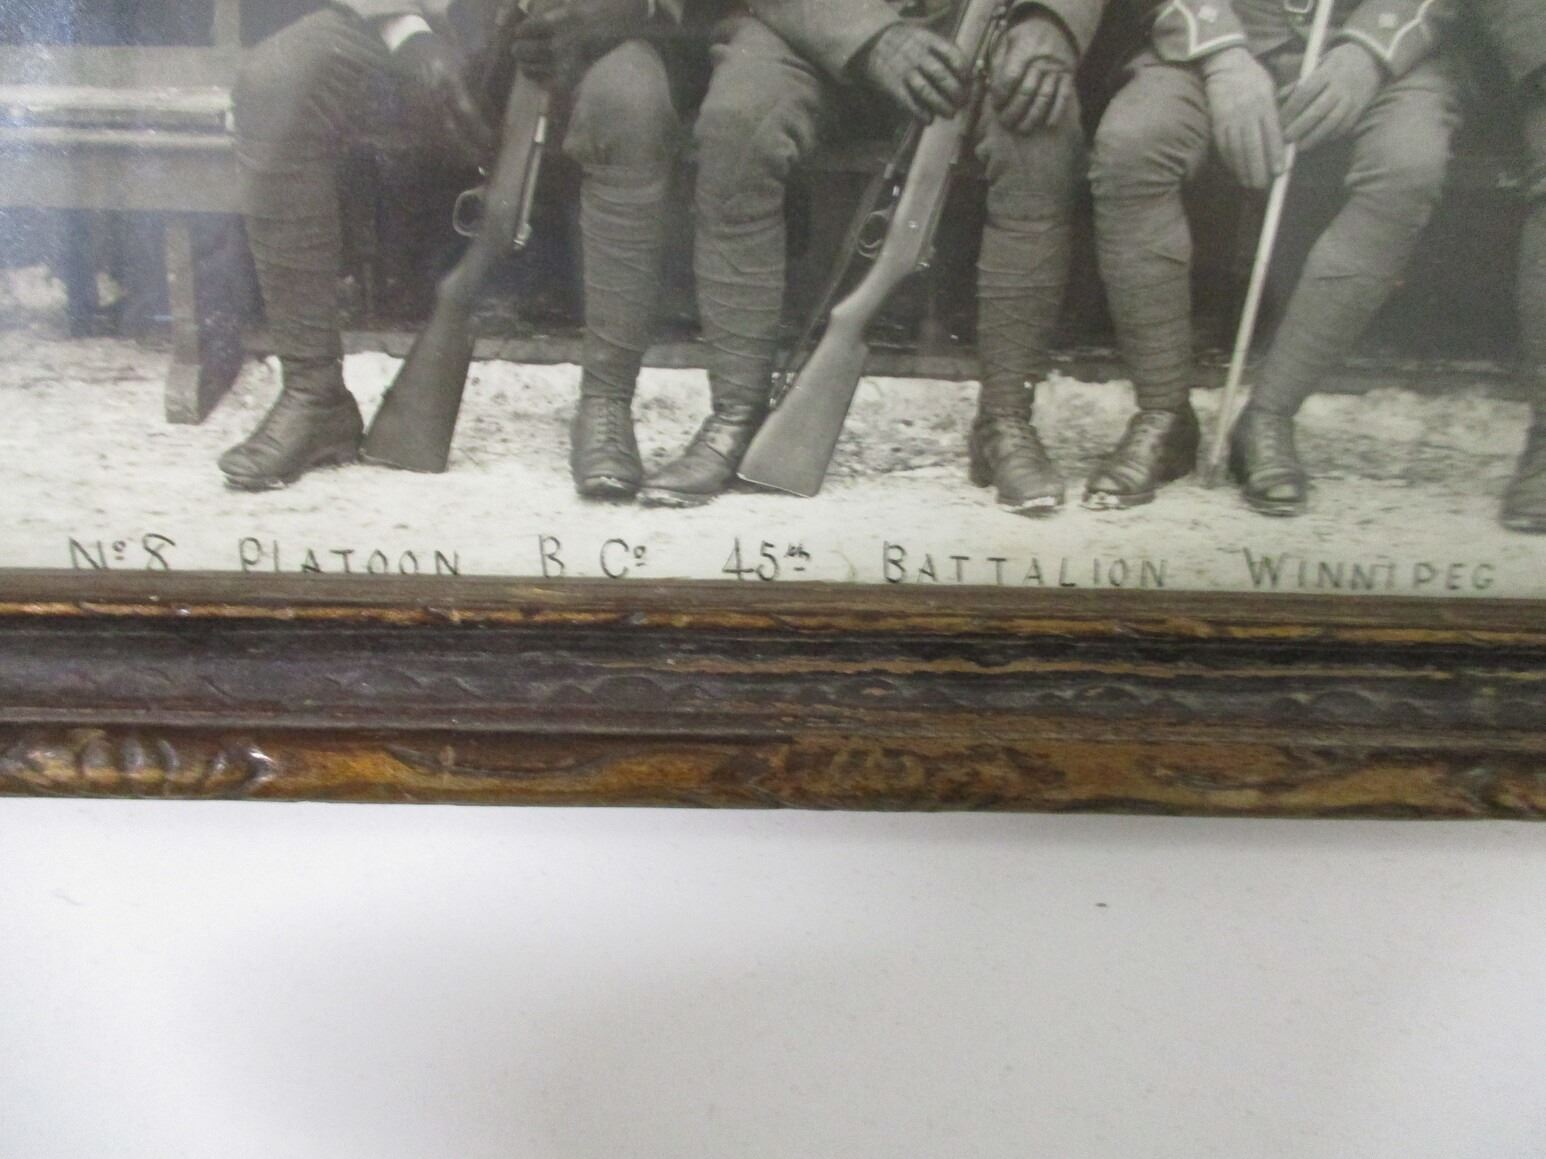 Nº 8 PLATOON B Cº 45th BATTALION WINNIPEG